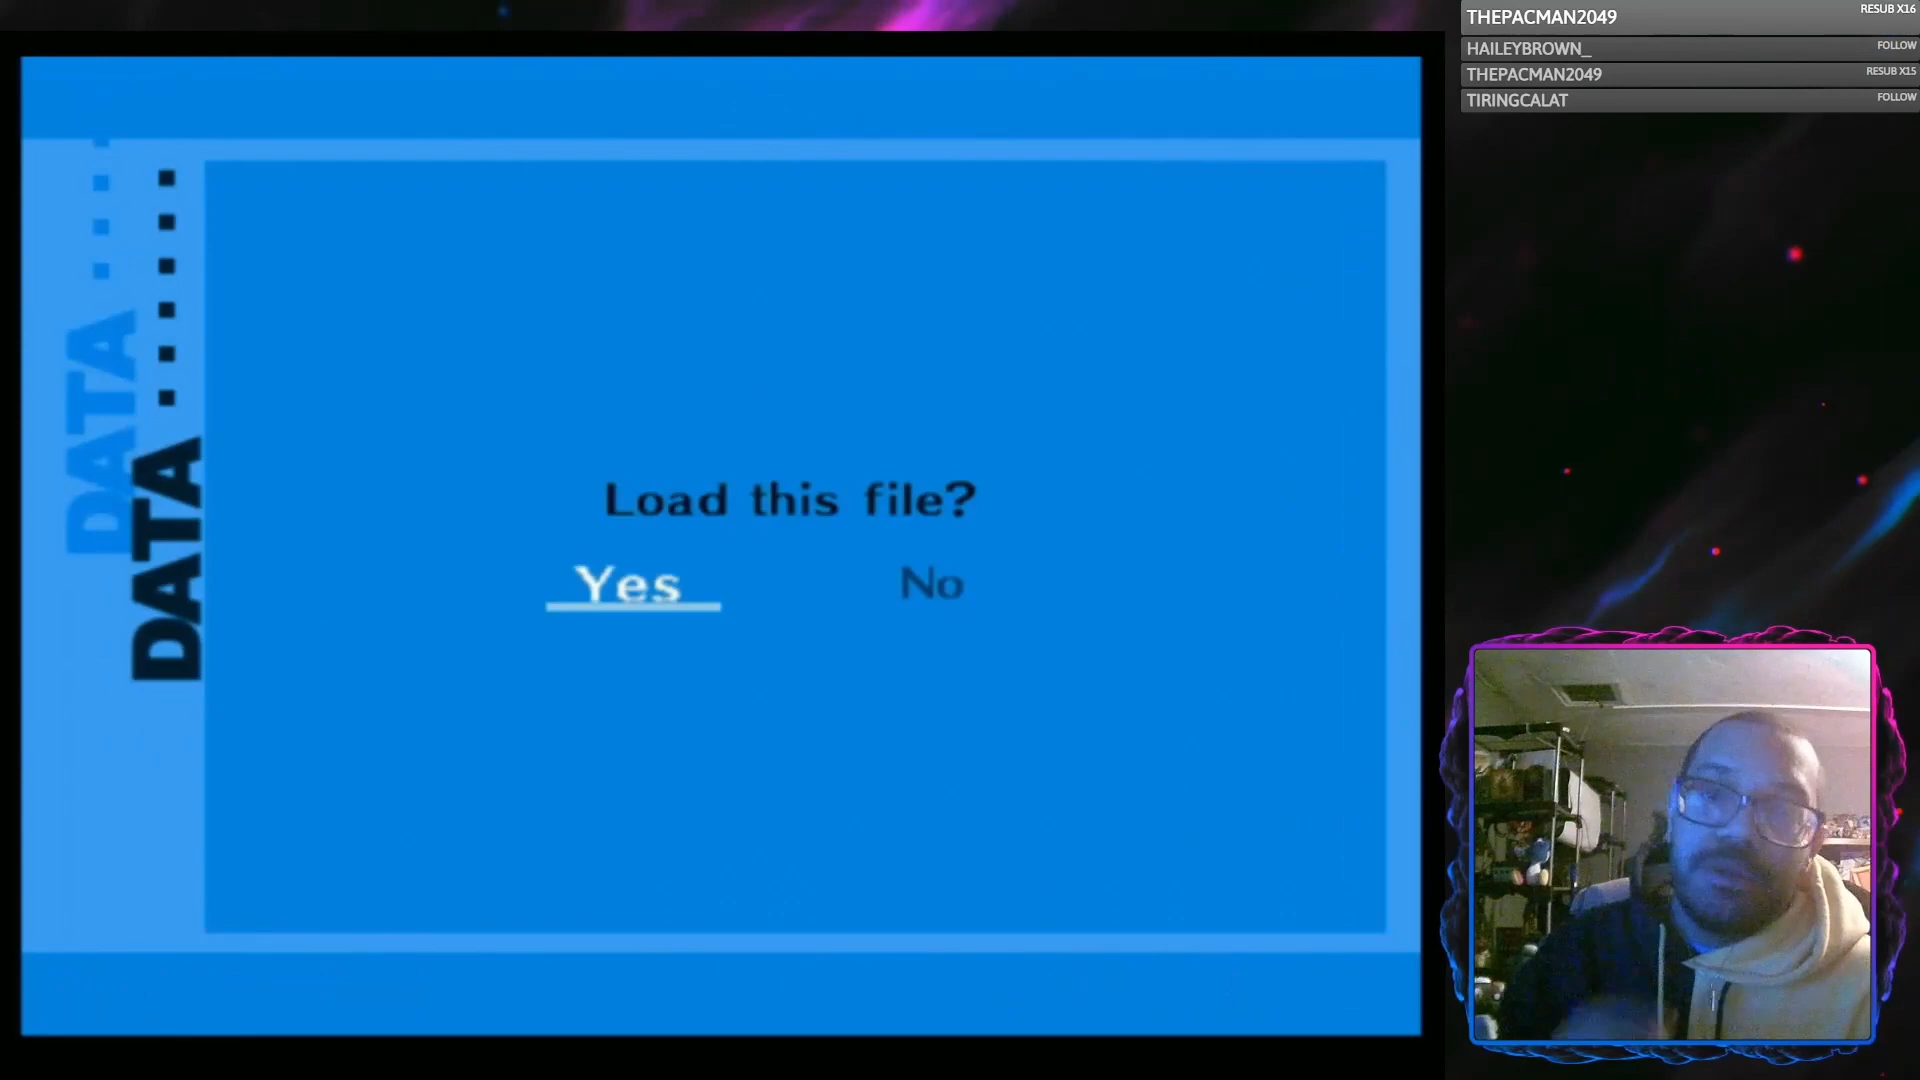 THEPACMAN2049 RESUB X16
HAILEYBROWN_ FOLLOW
THEPACMAN2049 RESUB X15
TIRINGCALAT FOLLOW
DATA
DATA
Load this file?
Yes No